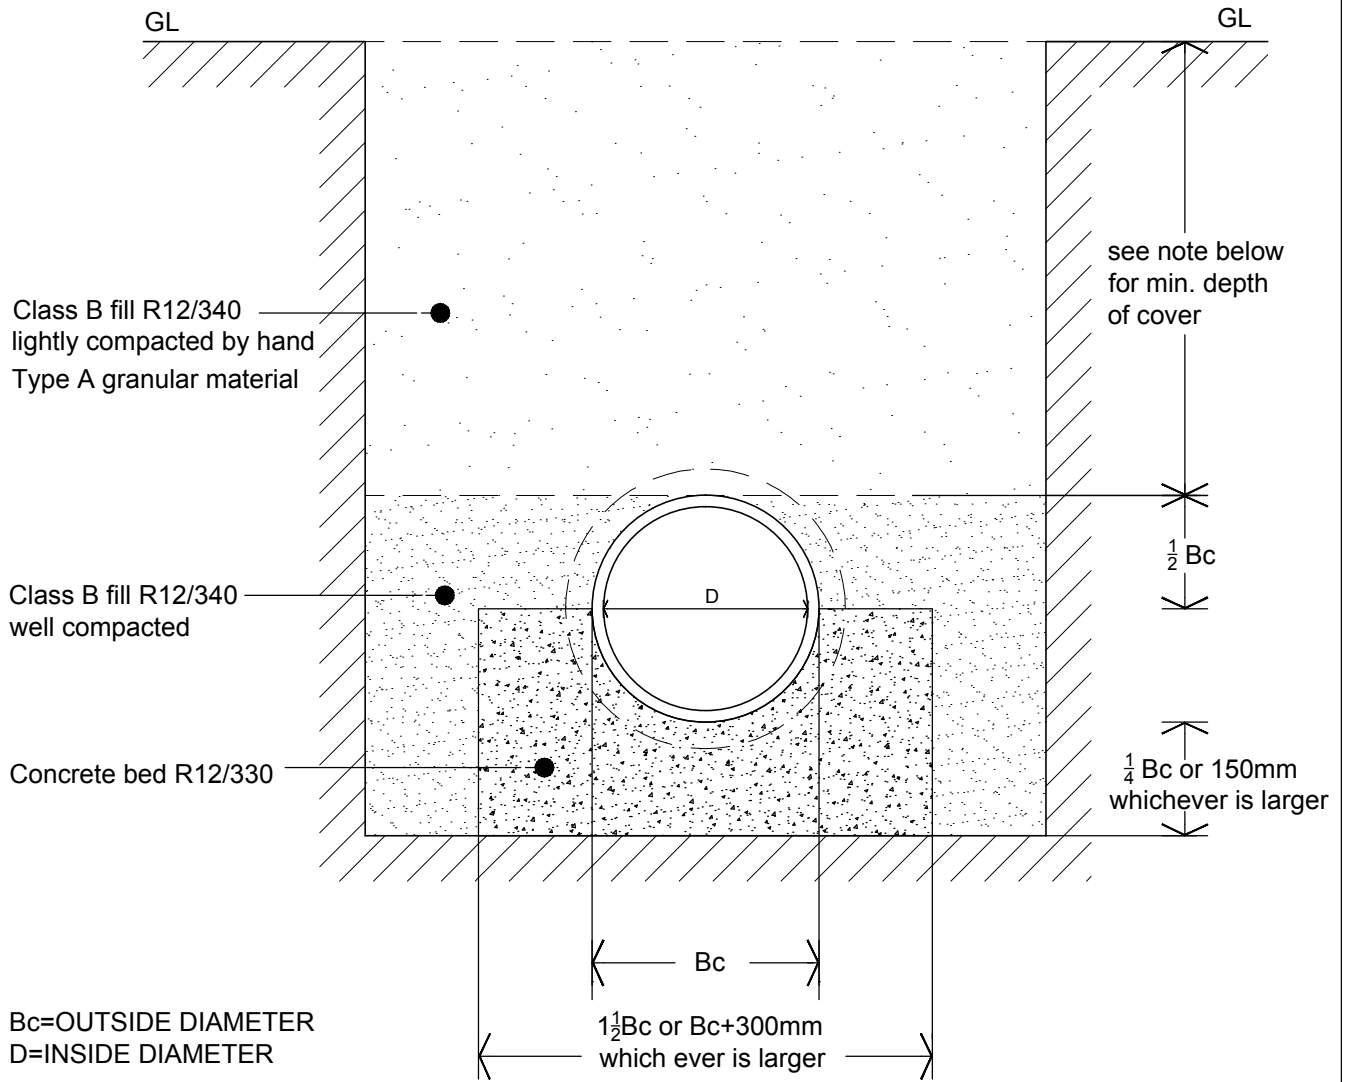 GL
GL
see note below
for min. depth
of cover
Class B fill R12/340
lightly compacted by hand
Type A granular material
½ Bc
Class B fill R12/340
well compacted
D
Concrete bed R12/330
¼ Bc or 150mm
whichever is larger
Bc
Bc=OUTSIDE DIAMETER
D=INSIDE DIAMETER
1½Bc or Bc+300mm
which ever is larger